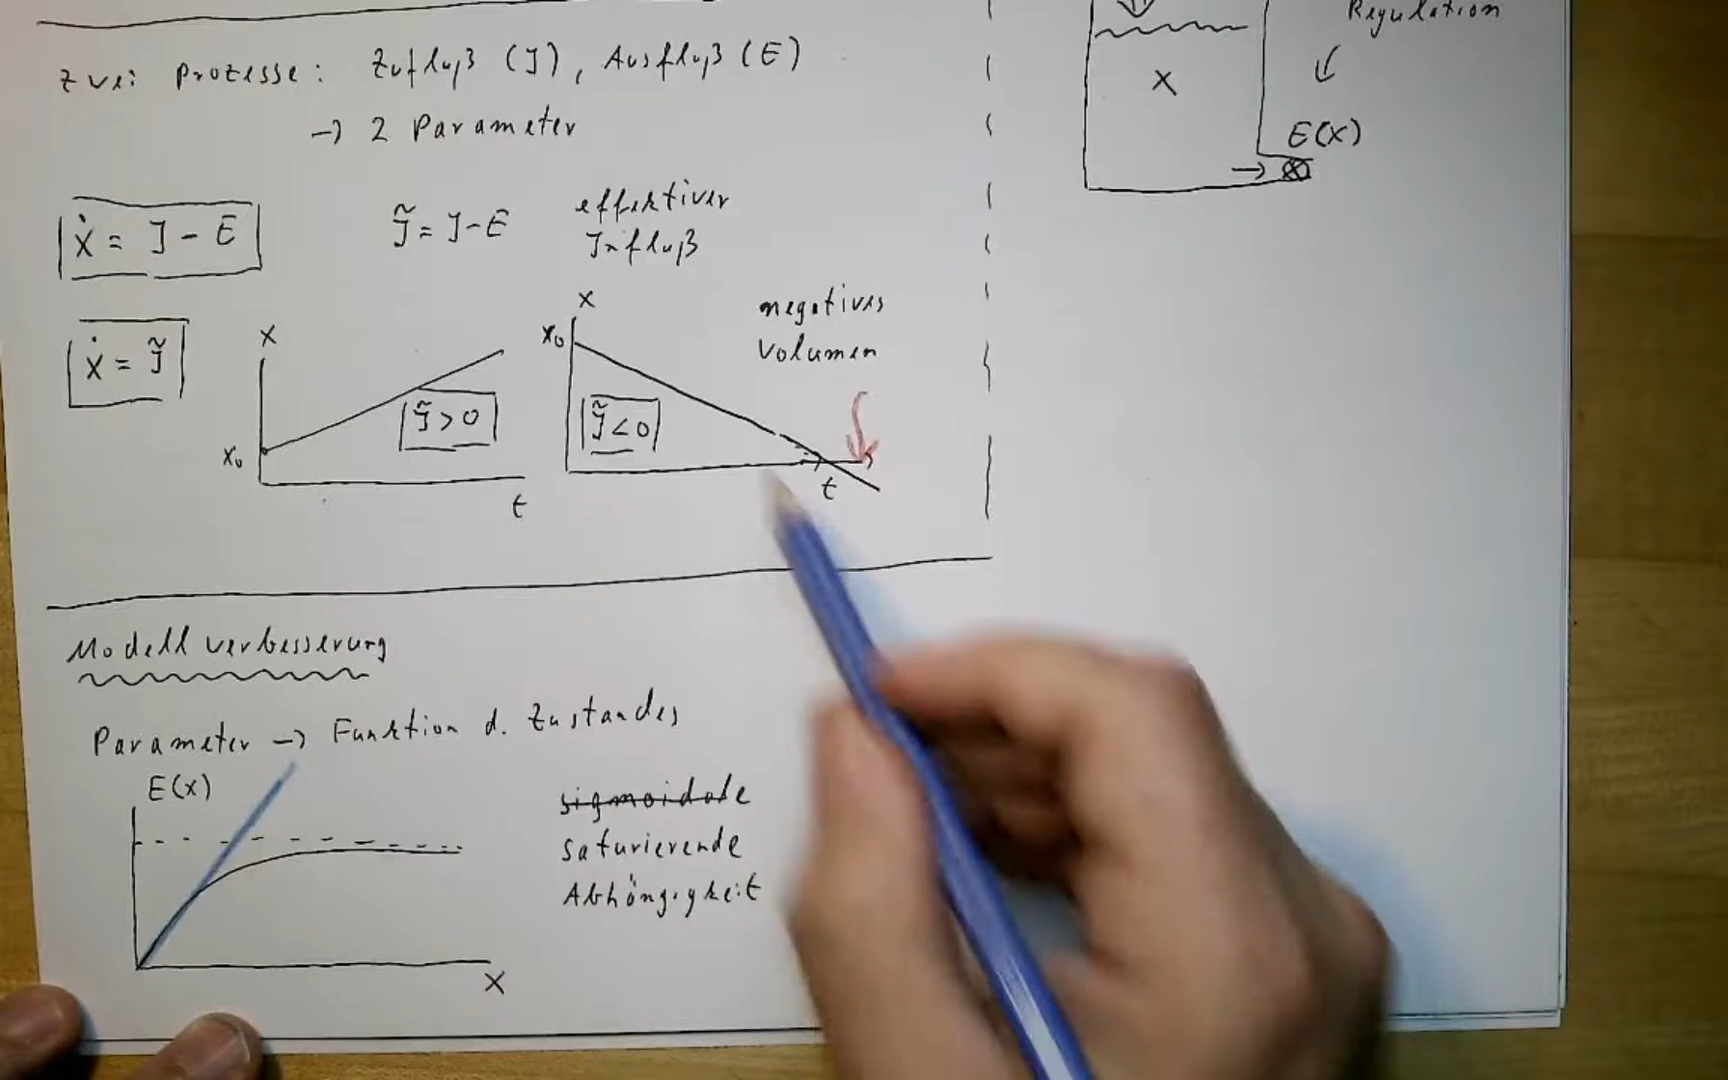 Zwei Prozesse: Zufluß (J), Ausfluß (E)
→ 2 Parameter
Ẋ = J - E
J̃ = J - E
effektiver
Influß
Ẋ = J̃
X
X₀
J̃ > 0
t
X
X₀
J̃ < 0
t
negatives
Volumen
Modellverbesserung
Parameter → Funktion d. Zustandes
E(X)
X
sigmoidale
saturierende
Abhängigkeit
Regulation
X
E(X)